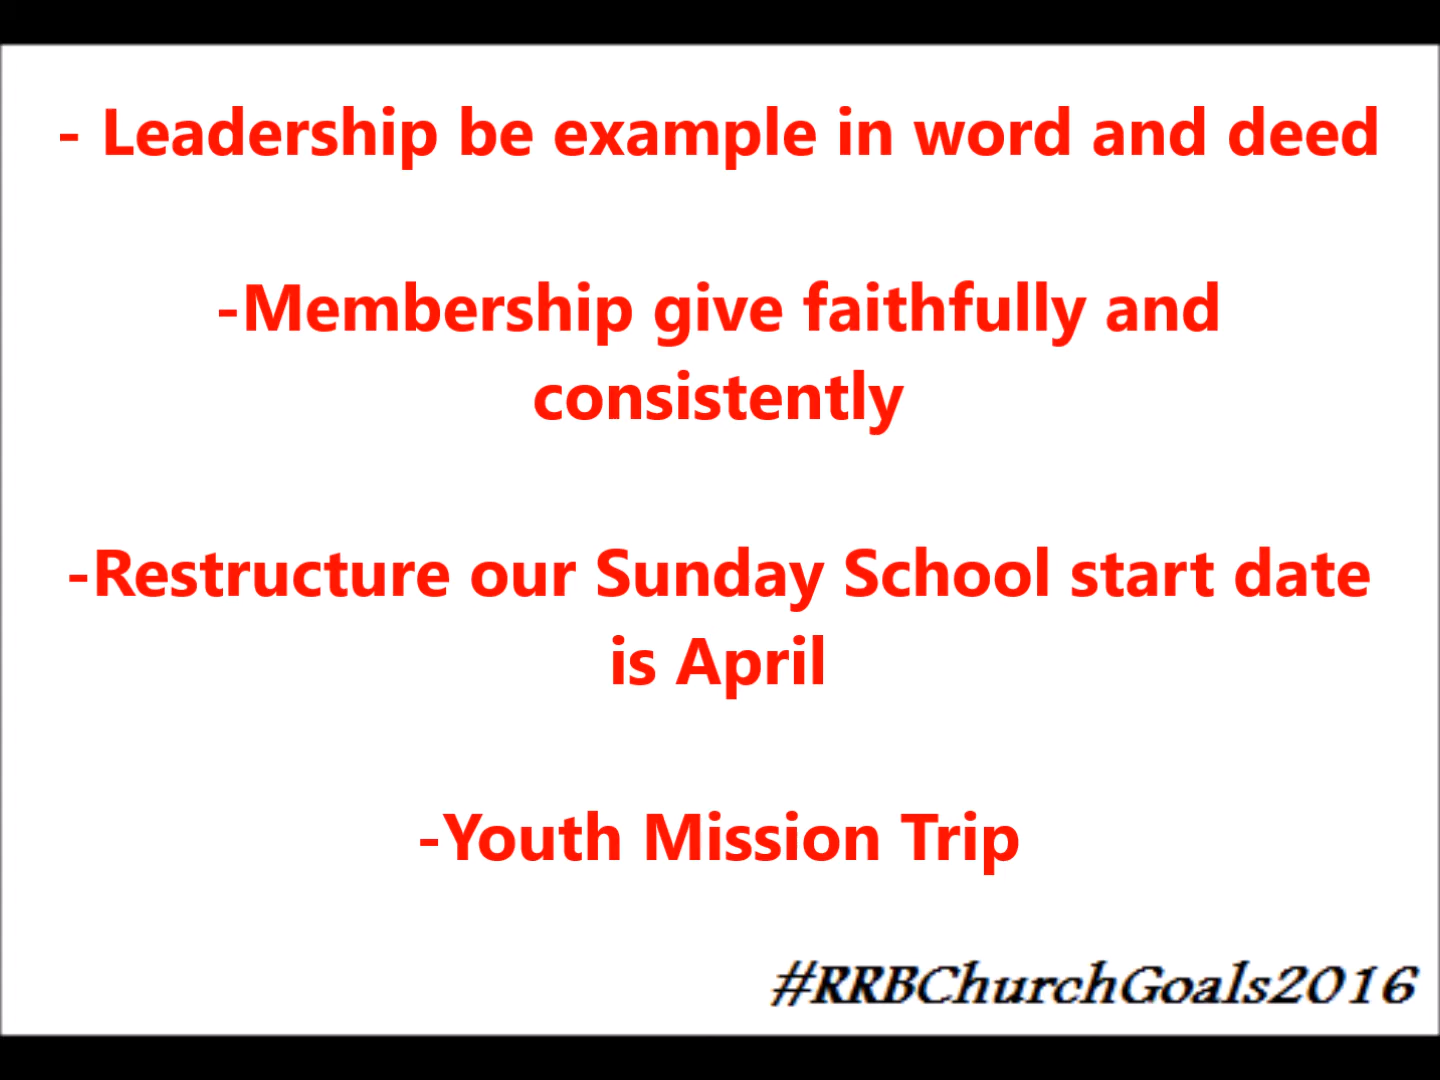 - Leadership be example in word and deed
-Membership give faithfully and
consistently
-Restructure our Sunday School start date
is April
-Youth Mission Trip
#RRBChurchGoals2016